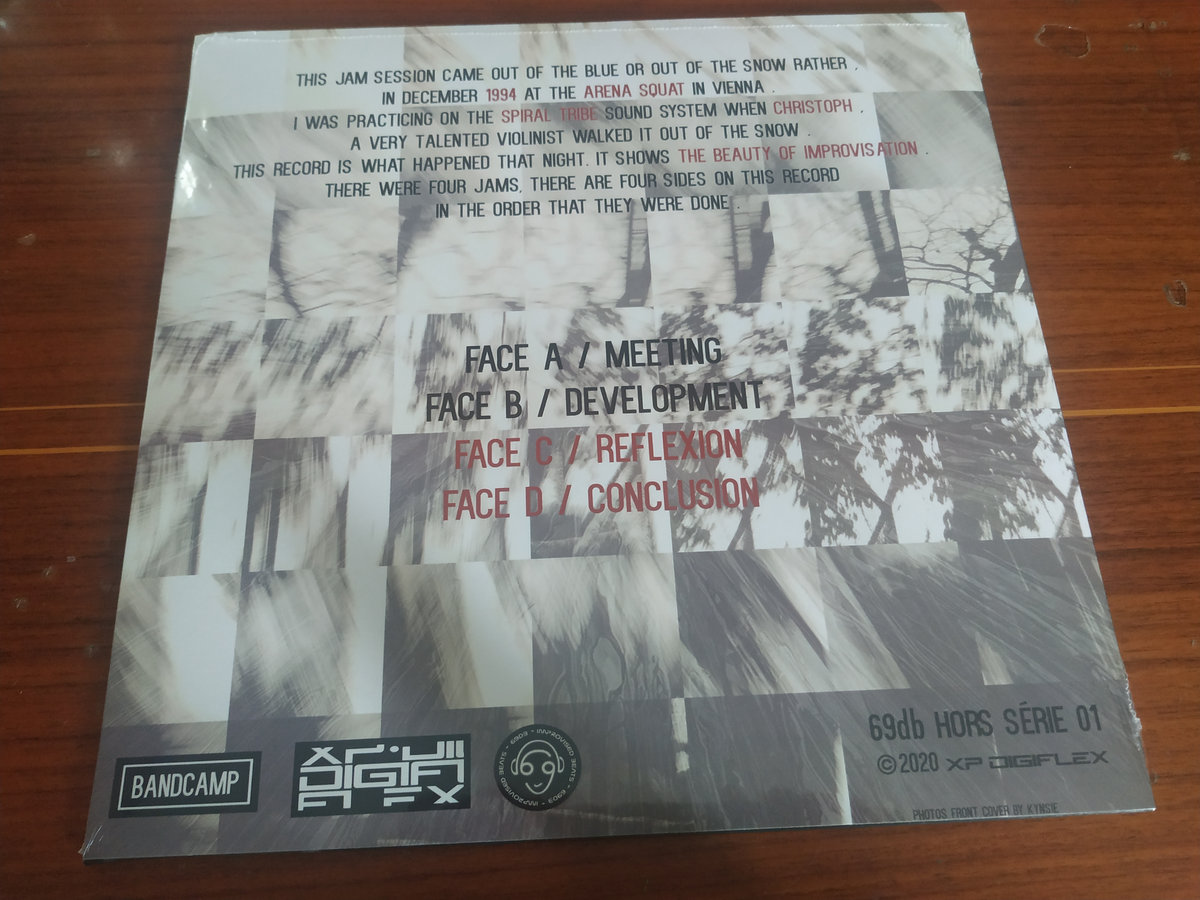 THIS JAM SESSION CAME OUT OF THE BLUE OR OUT OF THE SNOW RATHER ,
IN DECEMBER 1994 AT THE ARENA SQUAT IN VIENNA .
I WAS PRACTICING ON THE SPIRAL TRIBE SOUND SYSTEM WHEN CHRISTOPH ,
A VERY TALENTED VIOLINIST WALKED IT OUT OF THE SNOW .
THIS RECORD IS WHAT HAPPENED THAT NIGHT. IT SHOWS THE BEAUTY OF IMPROVISATION .
THERE WERE FOUR JAMS, THERE ARE FOUR SIDES ON THIS RECORD
IN THE ORDER THAT THEY WERE DONE .
FACE A / MEETING
FACE B / DEVELOPMENT
FACE C / REFLEXION
FACE D / CONCLUSION
69db HORS SÉRIE 01
©2020 XP DIGIFLEX
BANDCAMP
PHOTOS FRONT COVER BY KYNSIE